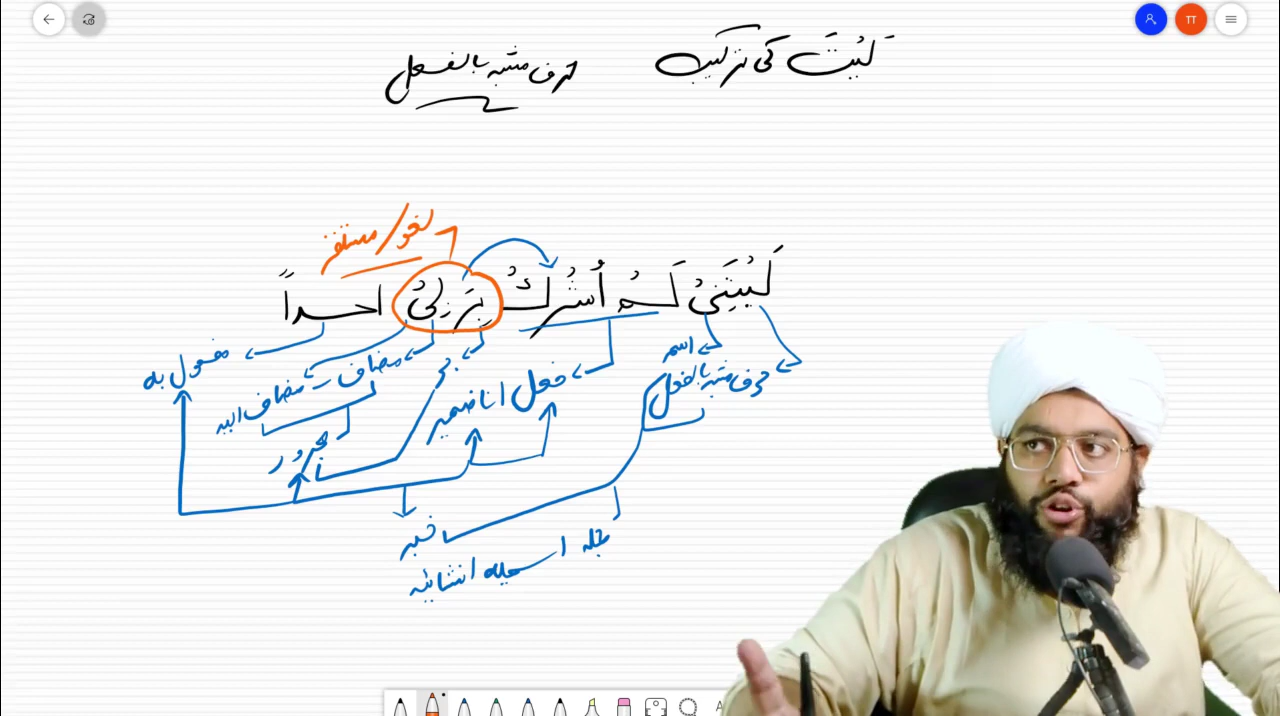 لَیْتَ کی ترکیب
حرف مشبہ بالفعل
لغو/مستقر
لَیْتَنِیْ لَمْ اُشْرِكْ بِرَبِّیْ احداً
اسم
حرف مشبہ بالفعل
فعل انا ضمیر
جر
مضاف - مضاف الیہ
مفعول بہ
مجرور
خبر
جملہ اسمیہ انشائیہ